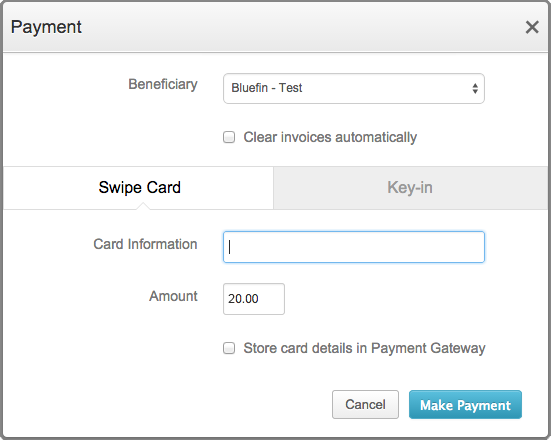 Payment
Beneficiary Bluefin - Test
Clear invoices automatically
Swipe Card Key-in
Card Information
Amount 20.00
Store card details in Payment Gateway
Cancel Make Payment